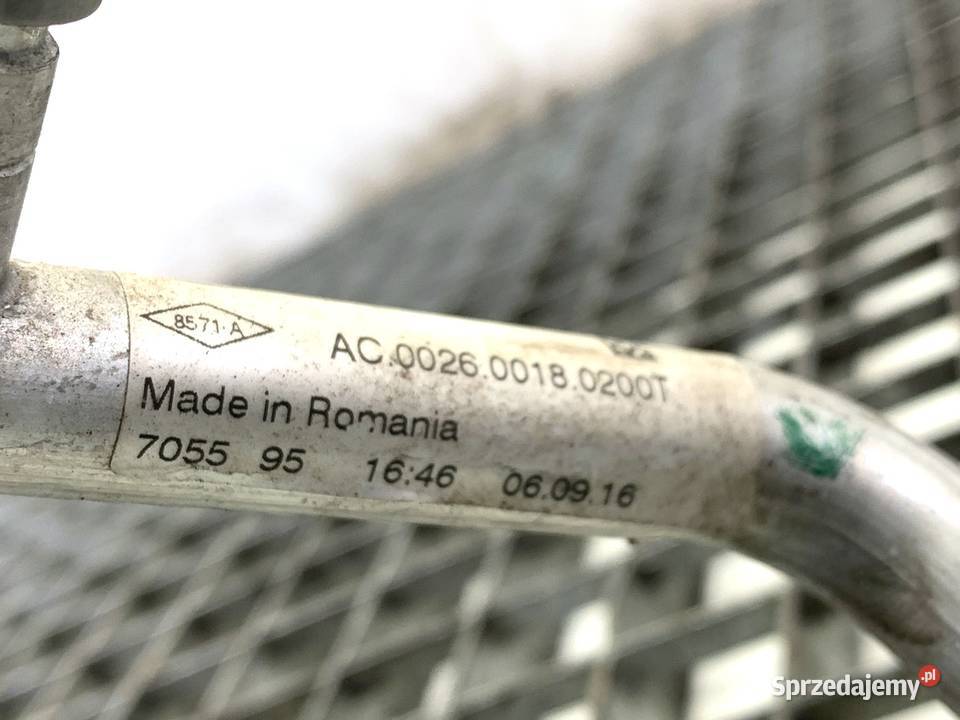 8571·A
AC.0026.0018.0200T
Made in Romania
7055 95 16:46 06.09.16
Sprzedajemy.pl